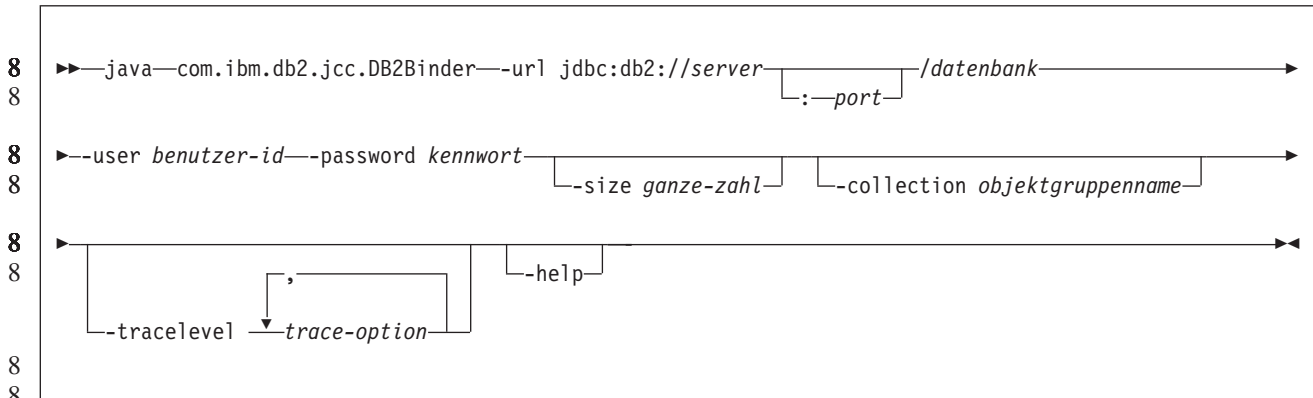 8 java com.ibm.db2.jcc.DB2Binder -url jdbc:db2://server /datenbank
8 : port
8 -user benutzer-id -password kennwort
8 -size ganze-zahl -collection objektgruppenname
8
8 , -help
-tracelevel trace-option
8
8